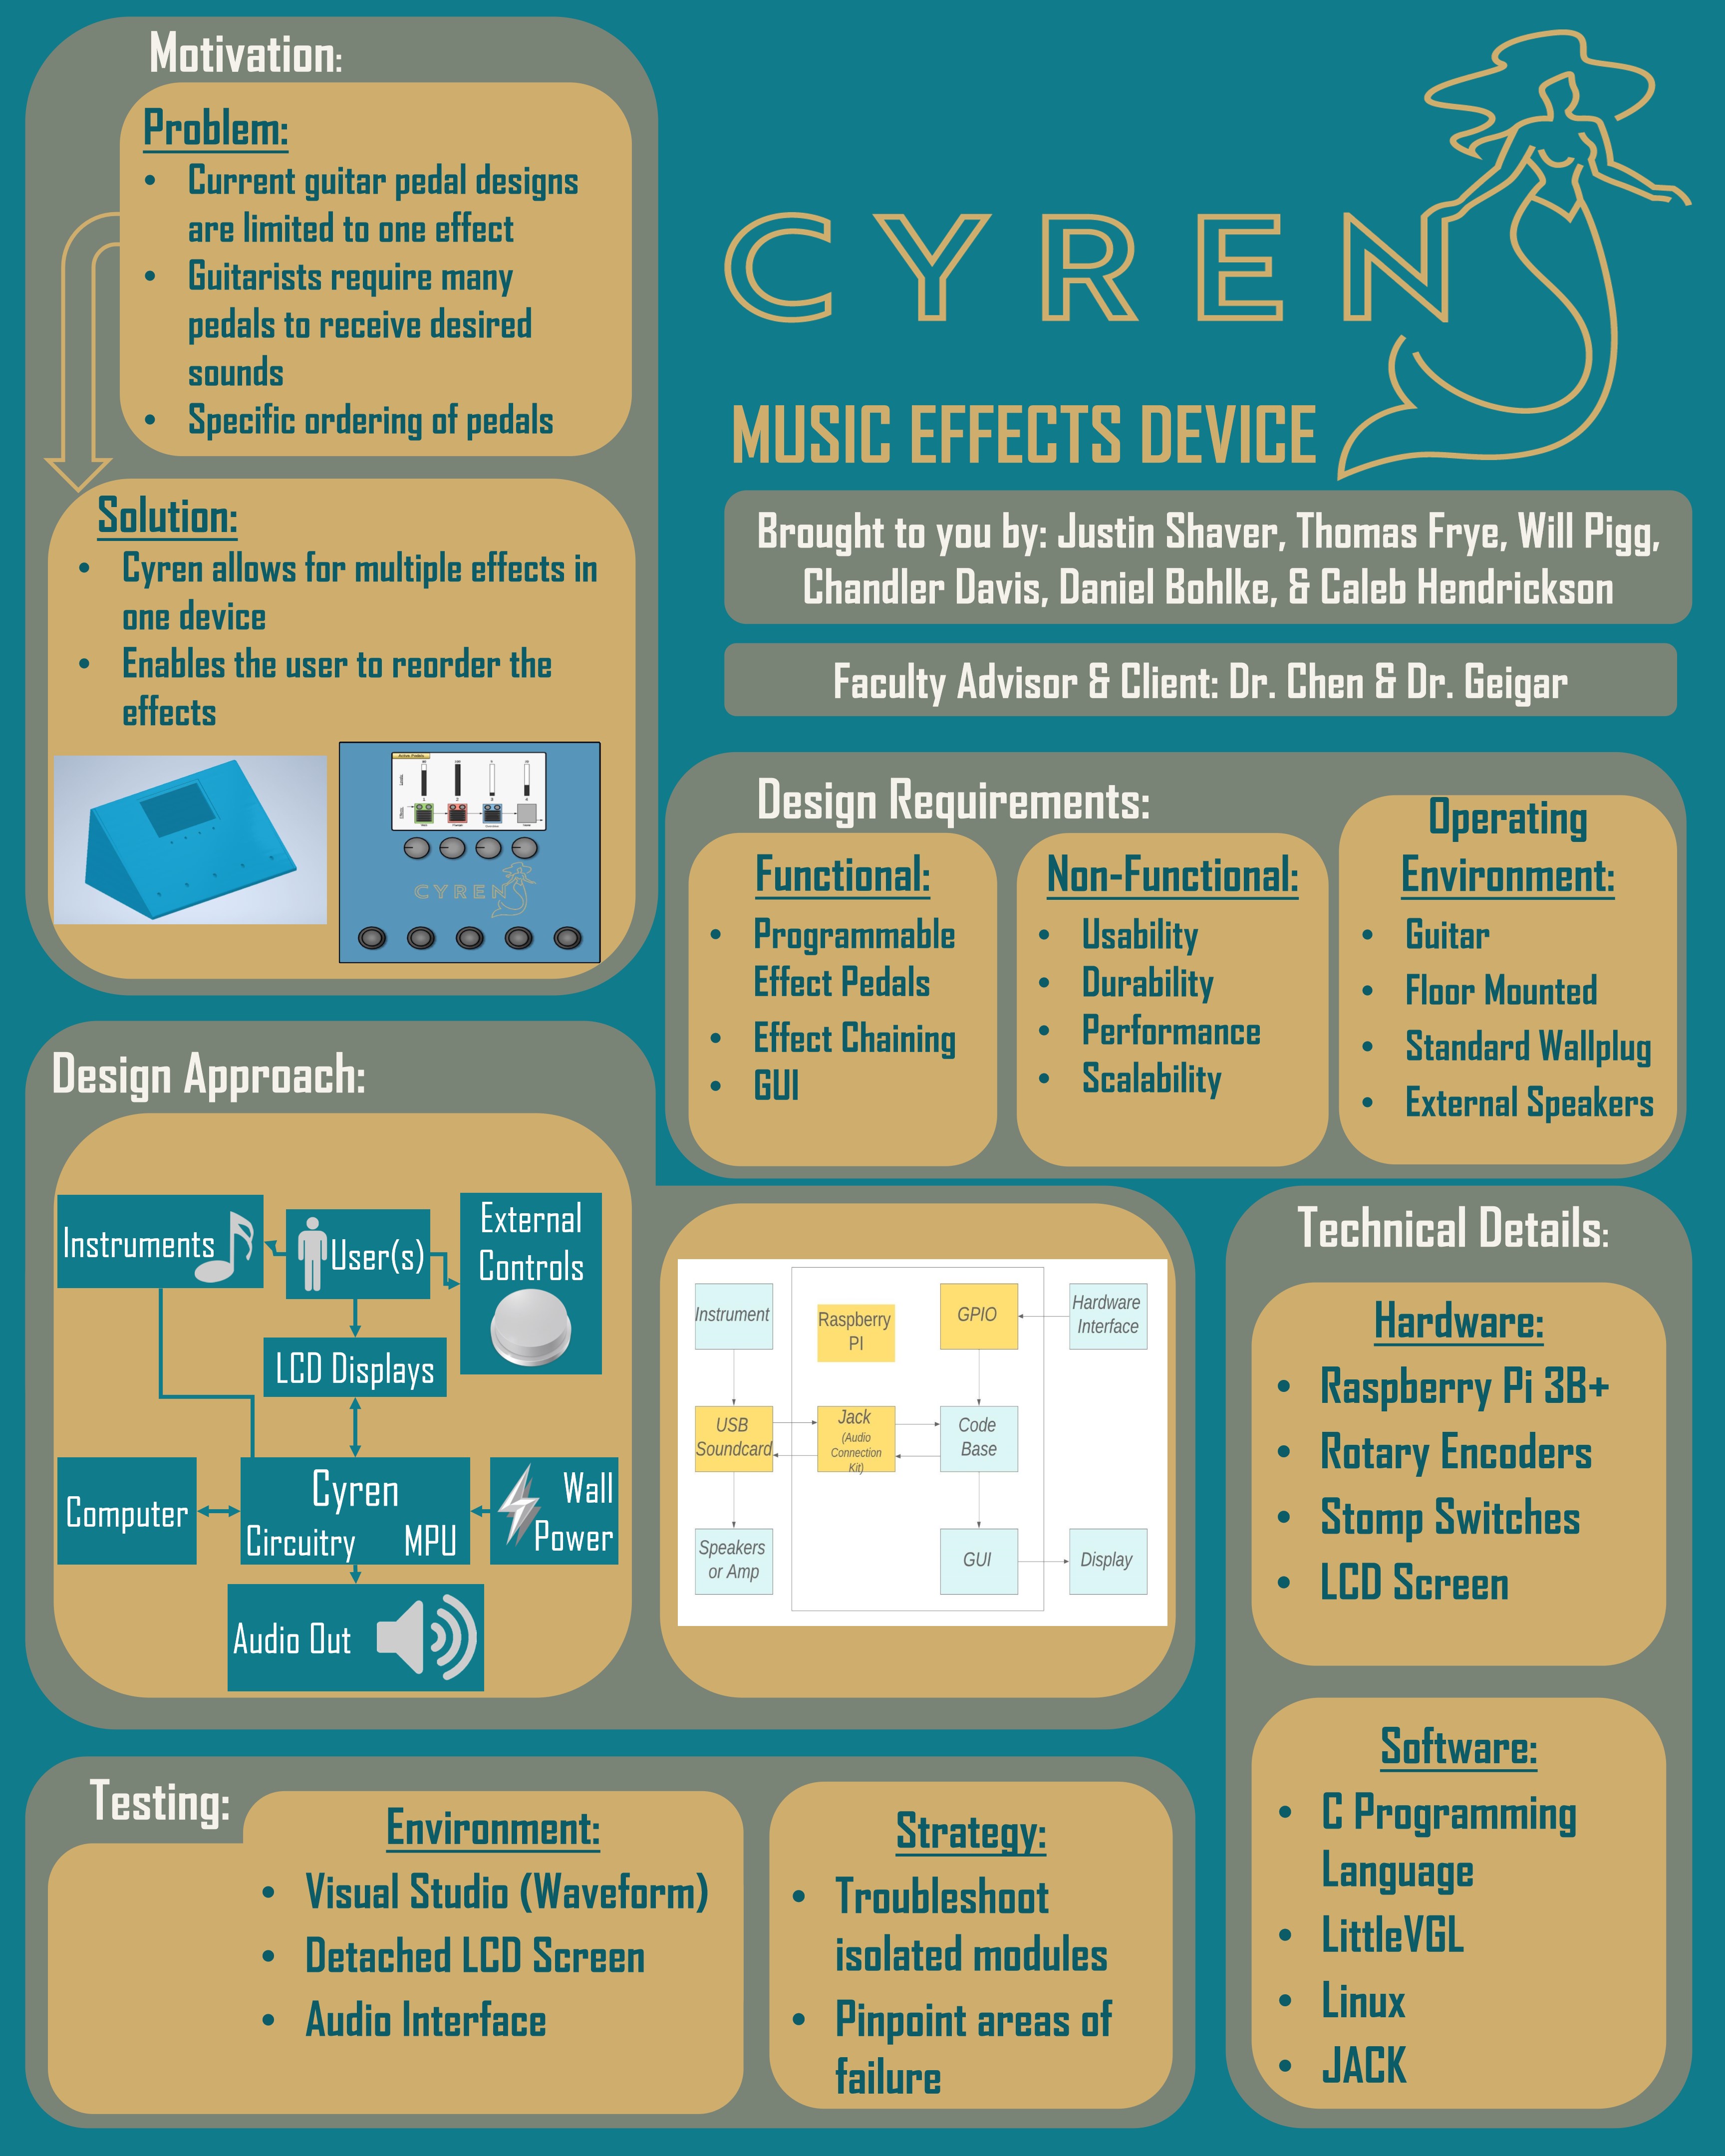 Motivation:
Problem:
• Current guitar pedal designs
are limited to one effect
• Guitarists require many
pedals to receive desired
sounds
• Specific ordering of pedals
Solution:
• Cyren allows for multiple effects in
one device
• Enables the user to reorder the
effects
CYREN
CYREN
MUSIC EFFECTS DEVICE
Brought to you by: Justin Shaver, Thomas Frye, Will Pigg,
Chandler Davis, Daniel Bohlke, & Caleb Hendrickson
Faculty Advisor & Client: Dr. Chen & Dr. Geigar
Design Requirements:
Functional:
• Programmable
Effect Pedals
• Effect Chaining
• GUI
Non-Functional:
• Usability
• Durability
• Performance
• Scalability
Operating
Environment:
• Guitar
• Floor Mounted
• Standard Wallplug
• External Speakers
Design Approach:
Instruments
User(s)
External
Controls
LCD Displays
Computer
Cyren
Circuitry MPU
Wall
Power
Audio Out
Instrument
Raspberry
PI
GPIO
Hardware
Interface
USB
Soundcard
Jack
(Audio
Connection
Kit)
Code
Base
Speakers
or Amp
GUI
Display
Technical Details:
Hardware:
• Raspberry Pi 3B+
• Rotary Encoders
• Stomp Switches
• LCD Screen
Software:
• C Programming
Language
• LittleVGL
• Linux
• JACK
Testing:
Environment:
• Visual Studio (Waveform)
• Detached LCD Screen
• Audio Interface
Strategy:
• Troubleshoot
isolated modules
• Pinpoint areas of
failure